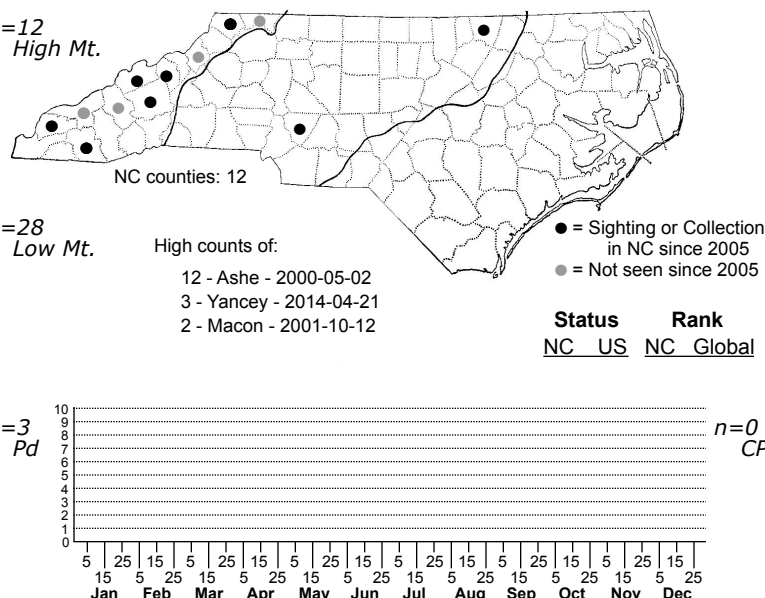 =12
High Mt.
NC counties: 12
=28
Low Mt.
High counts of:
12 - Ashe - 2000-05-02
3 - Yancey - 2014-04-21
2 - Macon - 2001-10-12
● = Sighting or Collection
in NC since 2005
● = Not seen since 2005
Status Rank
NC US NC Global
=3
Pd
n=0
CP
10
9
8
7
6
5
4
3
2
1
0
5 25 15 5 25 15 5 25 15 5 25 15 5 25 15 5 25 15
15 5 25 15 5 25 15 5 25 15 5 25 15 5 25 15 5 25
Jan Feb Mar Apr May Jun Jul Aug Sep Oct Nov Dec